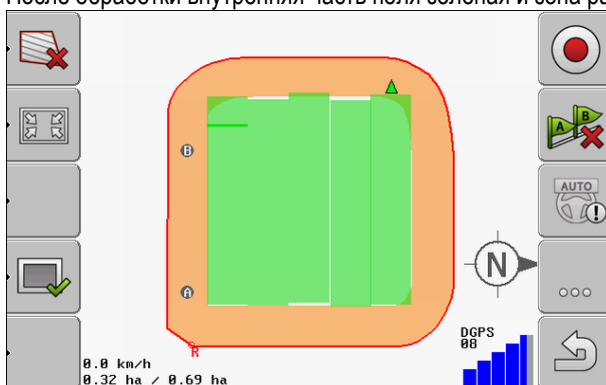 После обработки внутренняя часть поля зеленая и зона ра
B
A
R
N
DGPS
08
0.0 km/h
0.32 ha / 0.69 ha
A B
AUTO